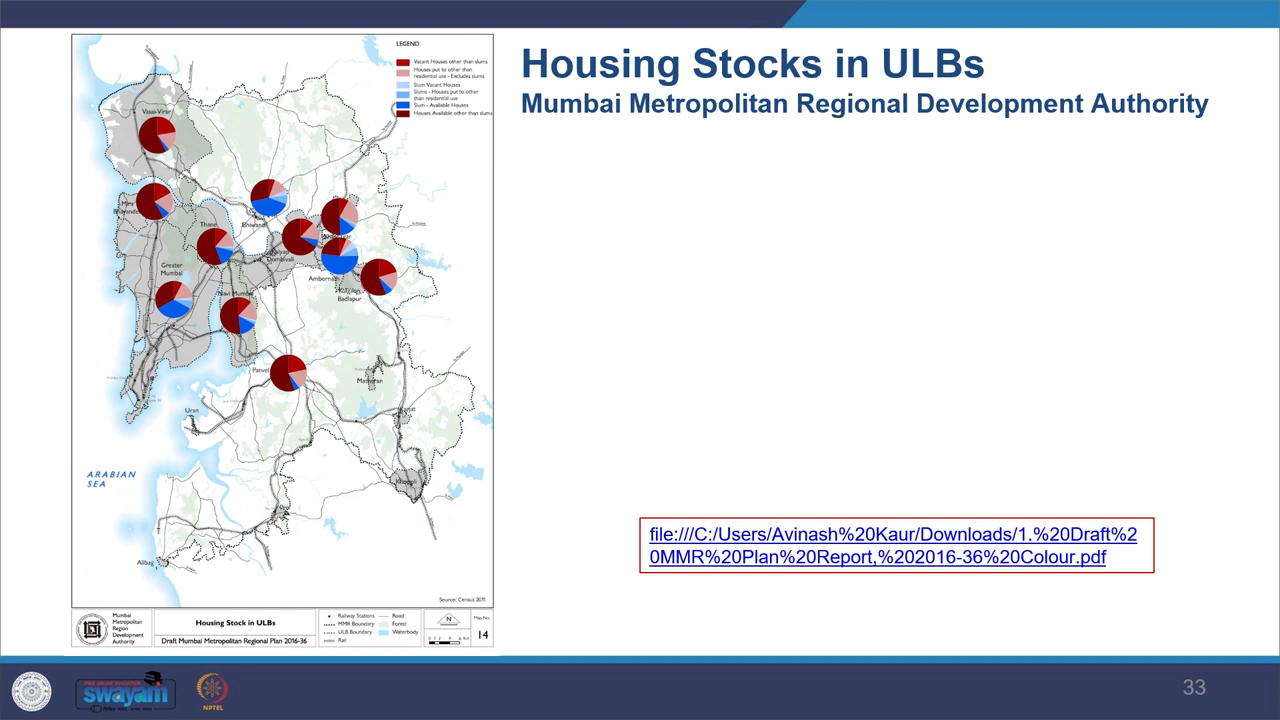 Housing Stocks in ULBs
Mumbai Metropolitan Regional Development Authority
LEGEND
Vacant Houses other than slums
Houses put to other than
residential use - Excludes slums
Slum Vacant Houses
Slums - Houses put to other
than residential use
Slum - Available Houses
Houses Available other than slums
Vasai-Virar
Thane
Greater
Mumbai
Navi Mumbai
Badlapur
Panvel
Matheran
Uran
Karjat
Khopoli
ARABIAN
SEA
Alibag
Source: Census 2011
Mumbai
Metropolitan
Region
Development
Authority
Housing Stock in ULBs
Draft Mumbai Metropolitan Regional Plan 2016-36
Railway Stations
MMR Boundary
ULB Boundary
Rail
Road
Forest
Waterbody
N
Map No.
14
file:///C:/Users/Avinash%20Kaur/Downloads/1.%20Draft%2
0MMR%20Plan%20Report,%202016-36%20Colour.pdf
swayam
NPTEL
33